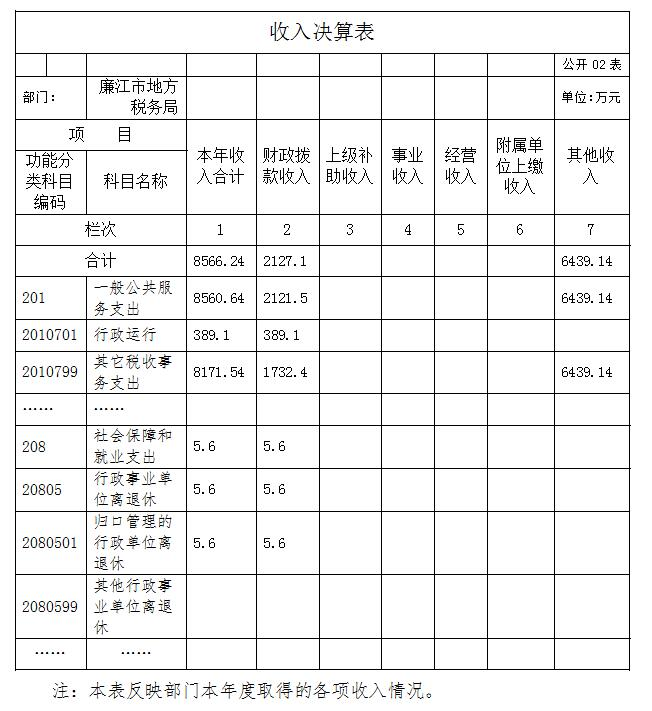 收入决算表
公开 02 表
部门：
廉江市地方
税务局
单位：万元
项 目
本年收
入合计
财政拨
款收入
上级补
助收入
事业
收入
经营
收入
附属单
位上缴
收入
其他收
入
功能分
类科目
编码
科目名称
栏次 1 2 3 4 5 6 7
合计 8566.24 2127.1 6439.14
201
一般公共服
务支出
8560.64 2121.5 6439.14
2010701 行政运行 389.1 389.1
2010799
其它税收事
务支出
8171.54 1732.4 6439.14
…… ……
208
社会保障和
就业支出
5.6 5.6
20805
行政事业单
位离退休
5.6 5.6
2080501
归口管理的
行政单位离
退休
5.6 5.6
2080599
其他行政事
业单位离退
休
…… ……
注：本表反映部门本年度取得的各项收入情况。